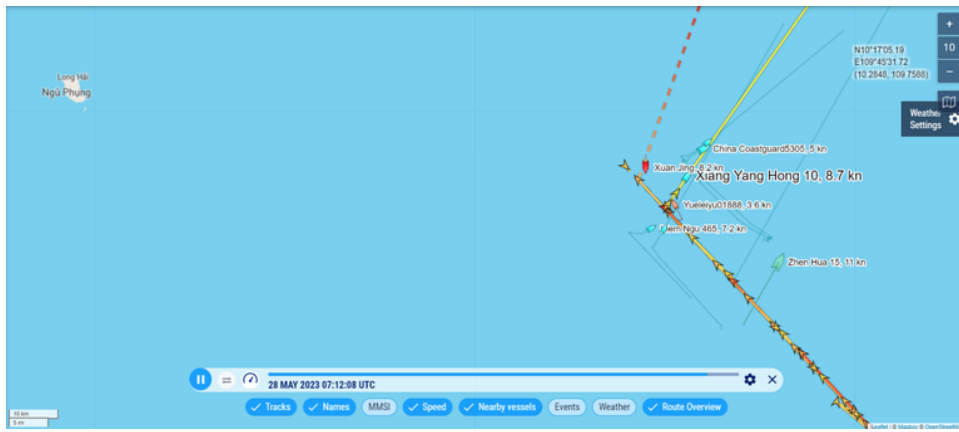 +
10
−
N10°17'05.19
E109°45'31.72
(10.2848, 109.7588)
Long Hải
Ngũ Phụng
Weather
Settings
China Coastguard5305, 5 kn
Xuan Jing, 8.2 kn
Xiang Yang Hong 10, 8.7 kn
Yueleiyu01888, 3.6 kn
Ngu 465, 7.2 kn
Zhen Hua 15, 11 kn
28 MAY 2023 07:12:08 UTC
Tracks
Names
MMSI
Speed
Nearby vessels
Events
Weather
Route Overview
10 km
5 mi
Leaflet | © Mapbox © OpenStreetM